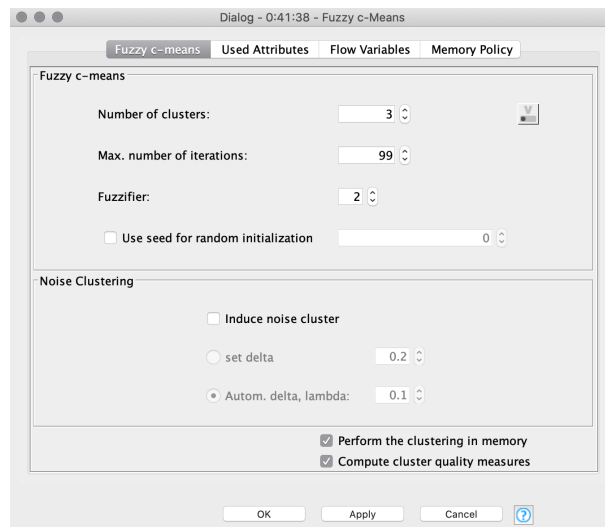 Dialog - 0:41:38 - Fuzzy c-Means
Fuzzy c-means Used Attributes Flow Variables Memory Policy
Fuzzy c-means
Number of clusters: 3
V
Max. number of iterations: 99
Fuzzifier: 2
Use seed for random initialization 0
Noise Clustering
Induce noise cluster
set delta 0.2
Autom. delta, lambda: 0.1
Perform the clustering in memory
Compute cluster quality measures
OK Apply Cancel ?